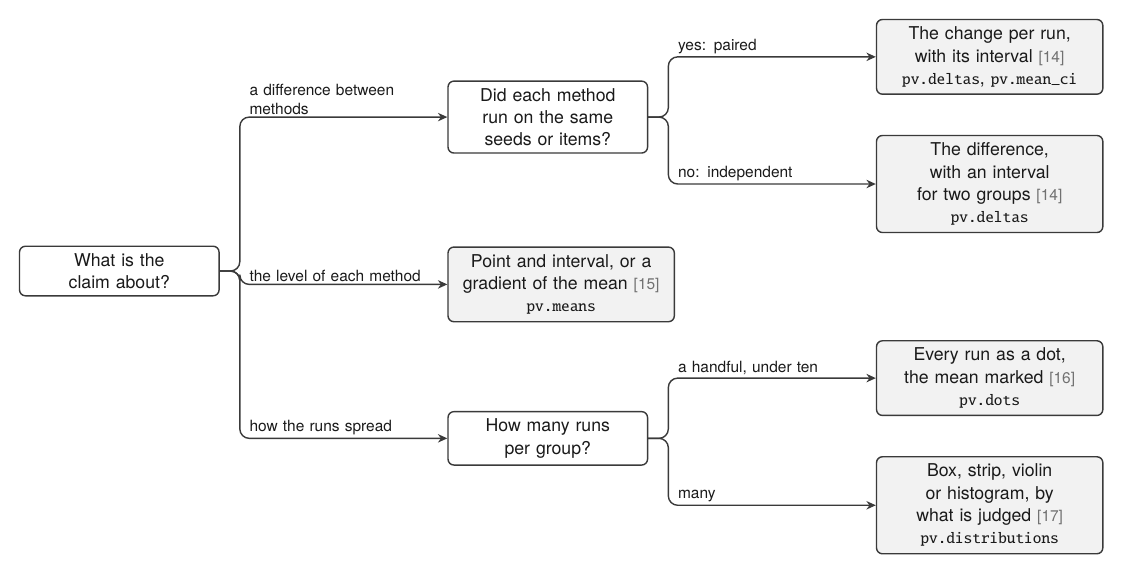 What is the
claim about?
a difference between
methods
the level of each method
how the runs spread
Did each method
run on the same
seeds or items?
yes: paired
no: independent
The change per run,
with its interval [14]
pv.deltas, pv.mean_ci
The difference,
with an interval
for two groups [14]
pv.deltas
Point and interval, or a
gradient of the mean [15]
pv.means
How many runs
per group?
a handful, under ten
many
Every run as a dot,
the mean marked [16]
pv.dots
Box, strip, violin
or histogram, by
what is judged [17]
pv.distributions